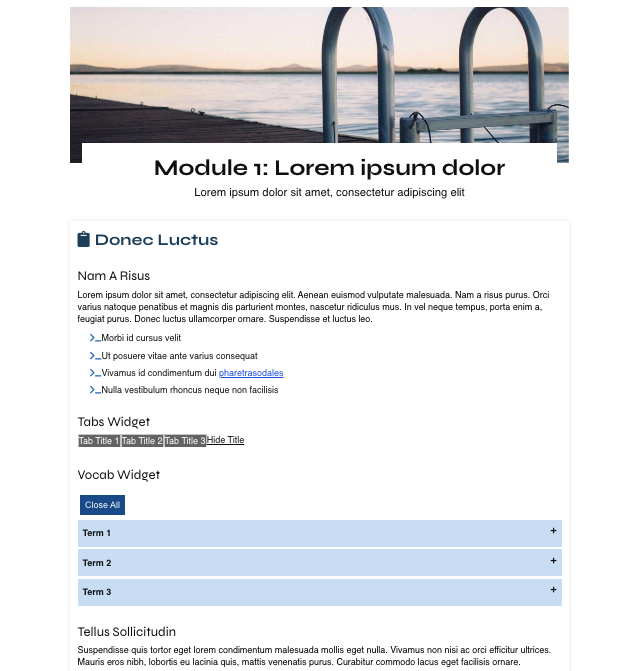 Module 1: Lorem ipsum dolor
Lorem ipsum dolor sit amet, consectetur adipiscing elit
Donec Luctus
Nam A Risus
Lorem ipsum dolor sit amet, consectetur adipiscing elit. Aenean euismod vulputate malesuada. Nam a risus purus. Orci
varius natoque penatibus et magnis dis parturient montes, nascetur ridiculus mus. In vel neque tempus, porta enim a,
feugiat purus. Donec luctus ullamcorper ornare. Suspendisse et luctus leo.
Morbi id cursus velit
Ut posuere vitae ante varius consequat
Vivamus id condimentum dui pharetrasodales
Nulla vestibulum rhoncus neque non facilisis
Tabs Widget
Tab Title 1 Tab Title 2 Tab Title 3 Hide Title
Vocab Widget
Close All
Term 1 +
Term 2 +
Term 3 +
Tellus Sollicitudin
Suspendisse quis tortor eget lorem condimentum malesuada mollis eget nulla. Vivamus non nisi ac orci efficitur ultrices.
Mauris eros nibh, lobortis eu lacinia quis, mattis venenatis purus. Curabitur commodo lacus eget facilisis ornare.